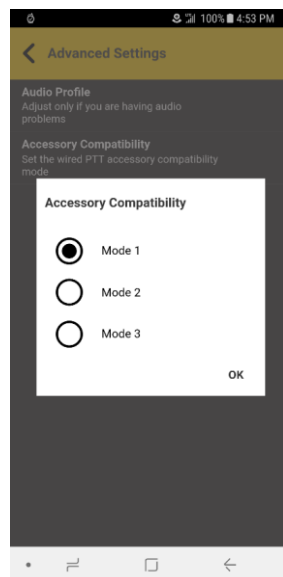 100% 4:53 PM
Advanced Settings
Audio Profile
Adjust only if you are having audio
problems
Accessory Compatibility
Set the wired PTT accessory compatibility
mode
Accessory Compatibility
Mode 1
Mode 2
Mode 3
OK